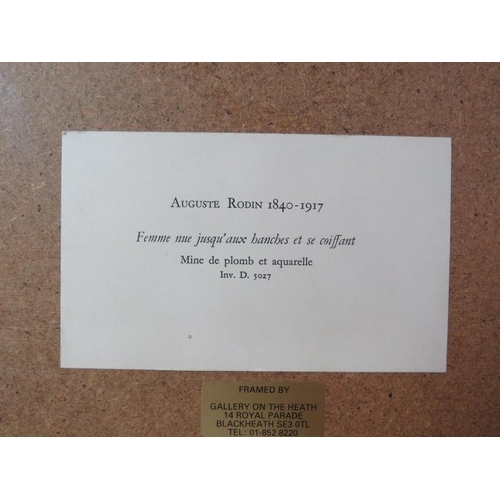 Auguste Rodin 1840-1917
Femme nue jusqu'aux hanches et se coiffant
Mine de plomb et aquarelle
Inv. D. 5027
FRAMED BY
GALLERY ON THE HEATH
14 ROYAL PARADE
BLACKHEATH SE3 0TL
TEL: 01-852 8220